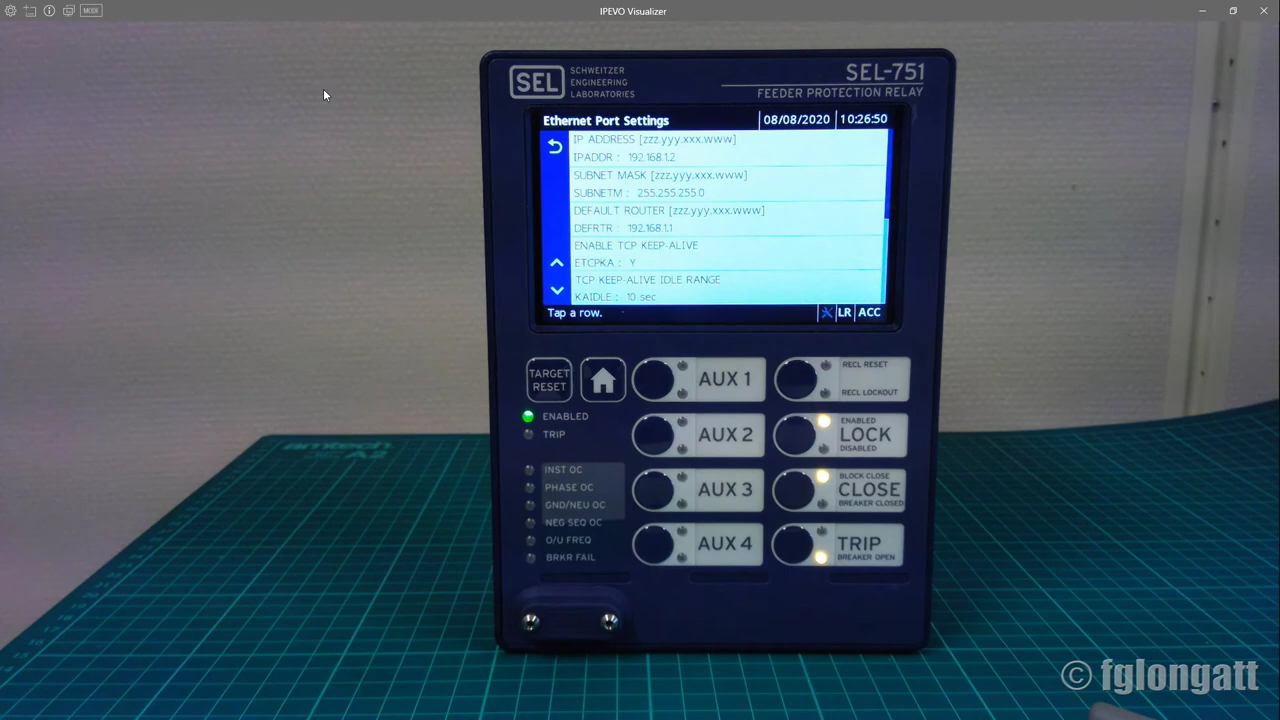 MODI
IPEVO Visualizer
SEL
SCHWEITZER
ENGINEERING
LABORATORIES
SEL-751
FEEDER PROTECTION RELAY
Ethernet Port Settings
08/08/2020
10:26:50
IP ADDRESS [zzz.yyy.xxx.www]
IPADDR : 192.168.1.2
SUBNET MASK [zzz.yyy.xxx.www]
SUBNETM : 255.255.255.0
DEFAULT ROUTER [zzz.yyy.xxx.www]
DEFRTR : 192.168.1.1
ENABLE TCP KEEP-ALIVE
ETCPKA : Y
TCP KEEP-ALIVE IDLE RANGE
KAIDLE : 10 sec
Tap a row.
LR
ACC
TARGET
RESET
ENABLED
TRIP
INST OC
PHASE OC
GND/NEU OC
NEG SEQ OC
O/U FREQ
BRKR FAIL
AUX 1
AUX 2
AUX 3
AUX 4
RECL RESET
RECL LOCKOUT
ENABLED
LOCK
DISABLED
BLOCK CLOSE
CLOSE
BREAKER CLOSED
TRIP
BREAKER OPEN
amtech
A2
© fglongatt